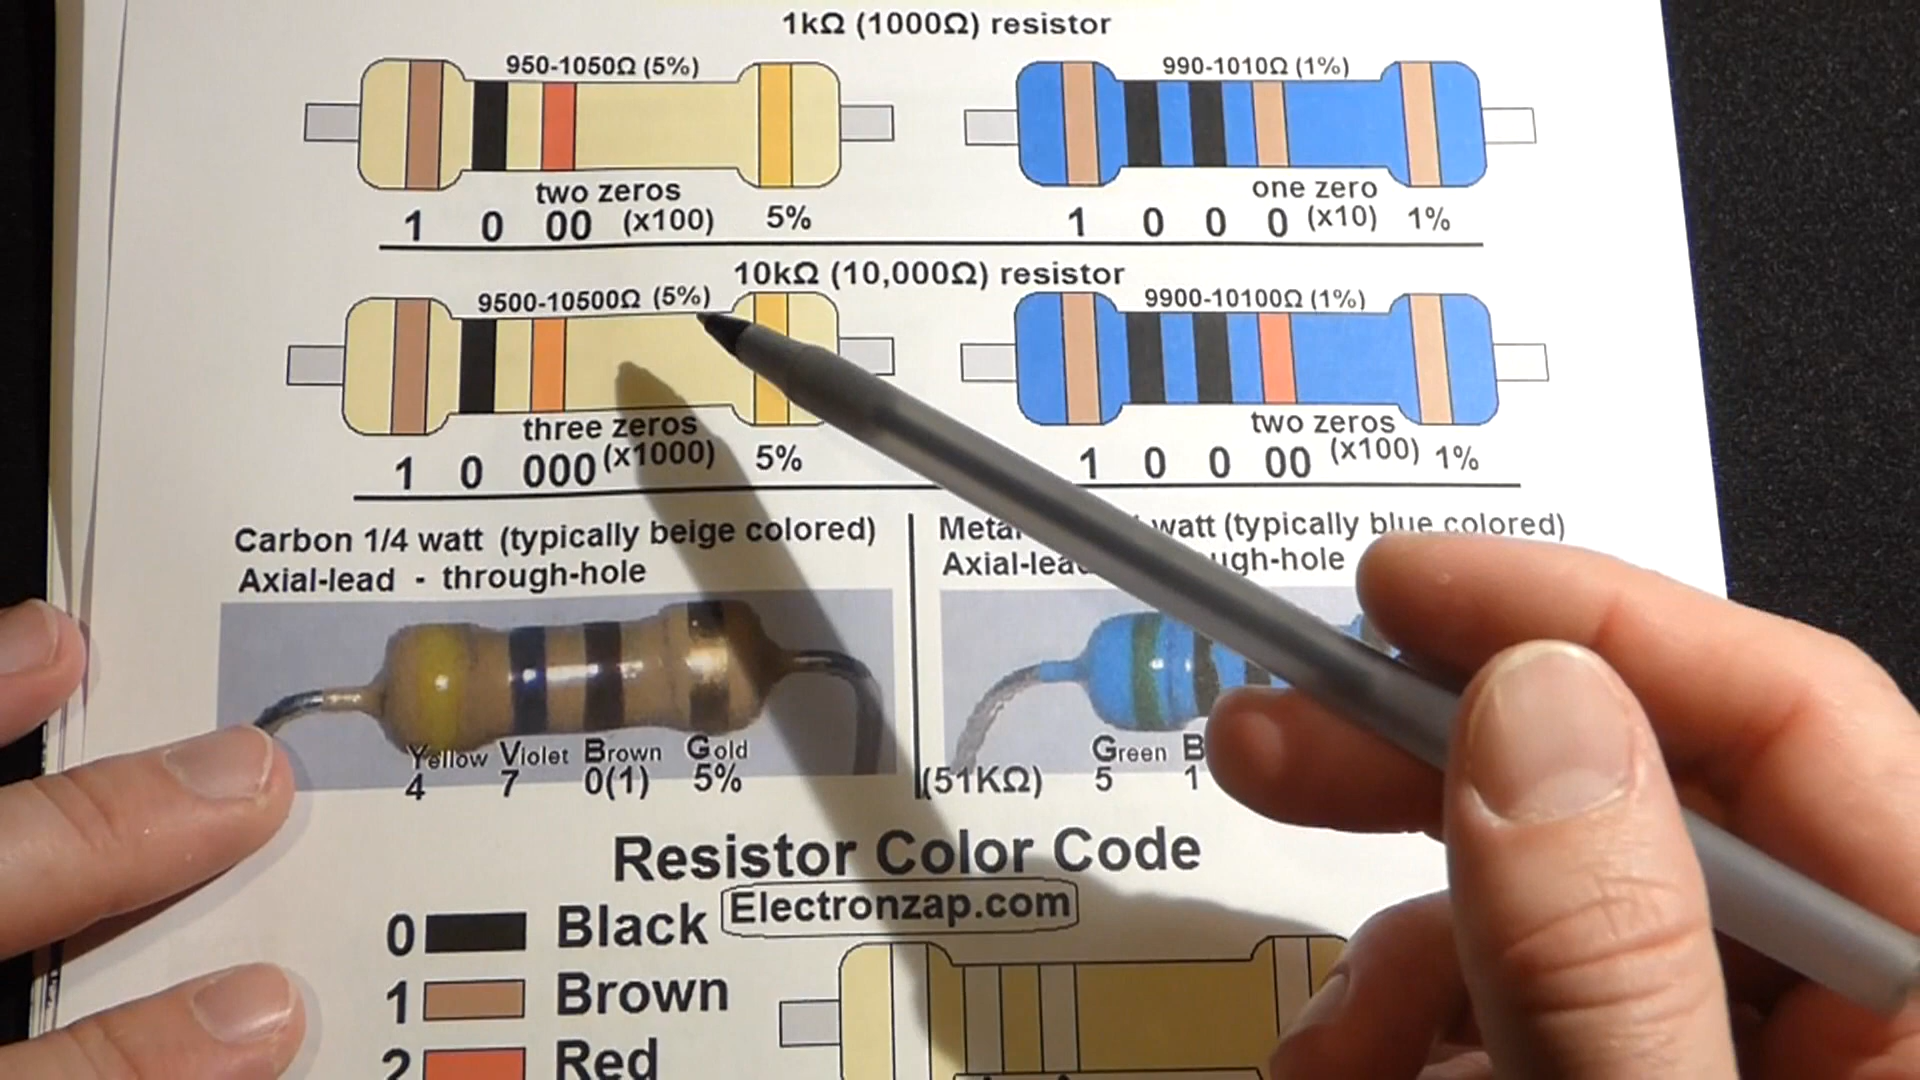 1kΩ (1000Ω) resistor
950-1050Ω (5%)
990-1010Ω (1%)
two zeros
1 0 00 (x100) 5%
one zero
1 0 0 0 (x10) 1%
10kΩ (10,000Ω) resistor
9500-10500Ω (5%)
9900-10100Ω (1%)
three zeros
1 0 000 (x1000) 5%
two zeros
1 0 0 00 (x100) 1%
Carbon 1/4 watt (typically beige colored)
Axial-lead - through-hole
watt (typically blue colored)
Yellow Violet Brown Gold
4 7 0(1) 5%
Green
(51KΩ) 5 1
Resistor Color Code
Electronzap.com
0 Black
1 Brown
2 Red